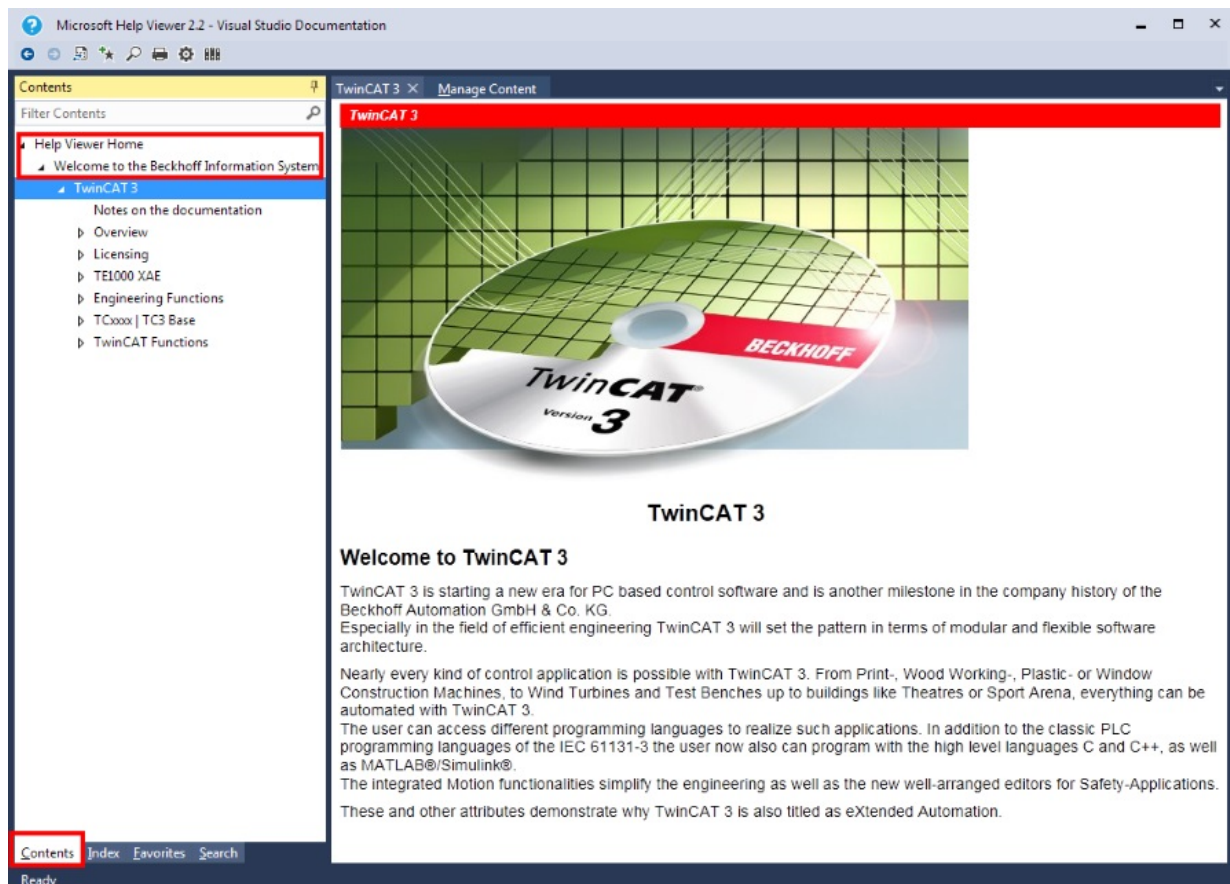 Microsoft Help Viewer 2.2 - Visual Studio Documentation
Contents
Filter Contents
Help Viewer Home
Welcome to the Beckhoff Information System
TwinCAT 3
Notes on the documentation
Overview
Licensing
TE1000 XAE
Engineering Functions
TCxxxx | TC3 Base
TwinCAT Functions
Contents Index Favorites Search
Ready
TwinCAT 3 Manage Content
TwinCAT 3
BECKHOFF
TwinCAT®
Version 3
TwinCAT 3
Welcome to TwinCAT 3
TwinCAT 3 is starting a new era for PC based control software and is another milestone in the company history of the
Beckhoff Automation GmbH & Co. KG.
Especially in the field of efficient engineering TwinCAT 3 will set the pattern in terms of modular and flexible software
architecture.
Nearly every kind of control application is possible with TwinCAT 3. From Print-, Wood Working-, Plastic- or Window
Construction Machines, to Wind Turbines and Test Benches up to buildings like Theatres or Sport Arena, everything can be
automated with TwinCAT 3.
The user can access different programming languages to realize such applications. In addition to the classic PLC
programming languages of the IEC 61131-3 the user now also can program with the high level languages C and C++, as well
as MATLAB®/Simulink®.
The integrated Motion functionalities simplify the engineering as well as the new well-arranged editors for Safety-Applications.
These and other attributes demonstrate why TwinCAT 3 is also titled as eXtended Automation.